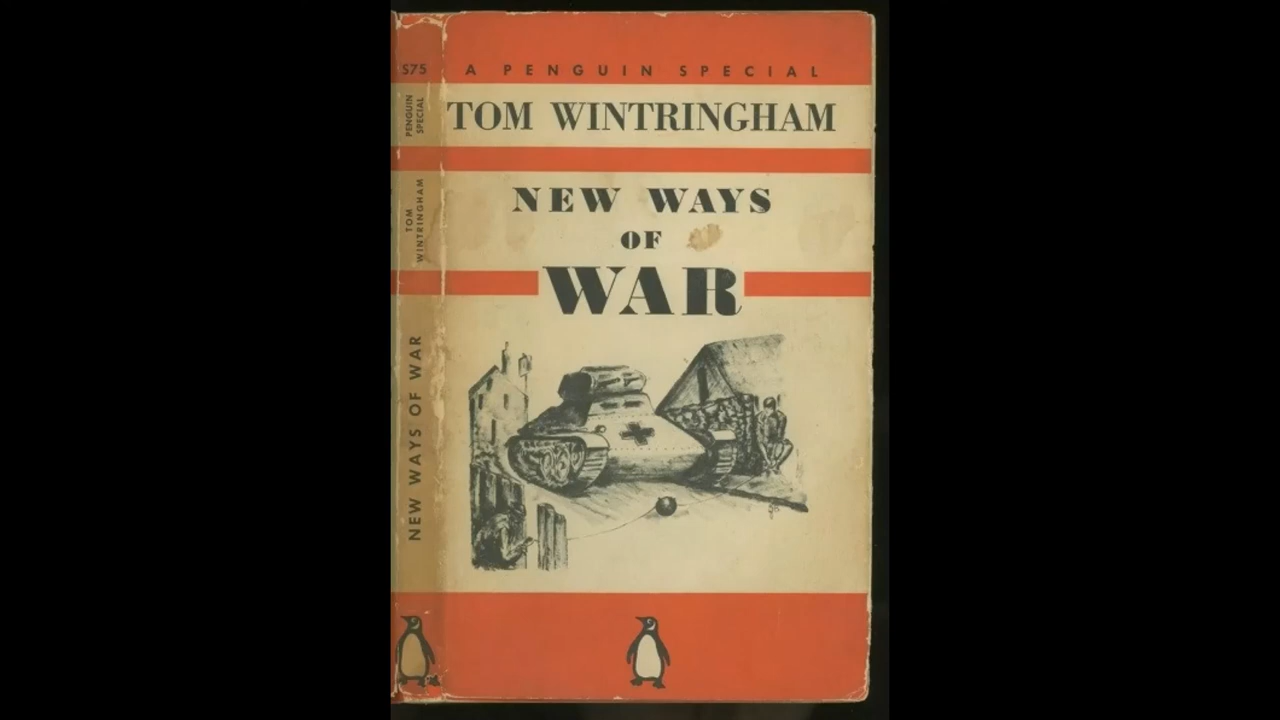 S75
PENGUIN
SPECIAL
TOM
WINTRINGHAM
NEW WAYS OF WAR
A PENGUIN SPECIAL
TOM WINTRINGHAM
NEW WAYS
OF
WAR